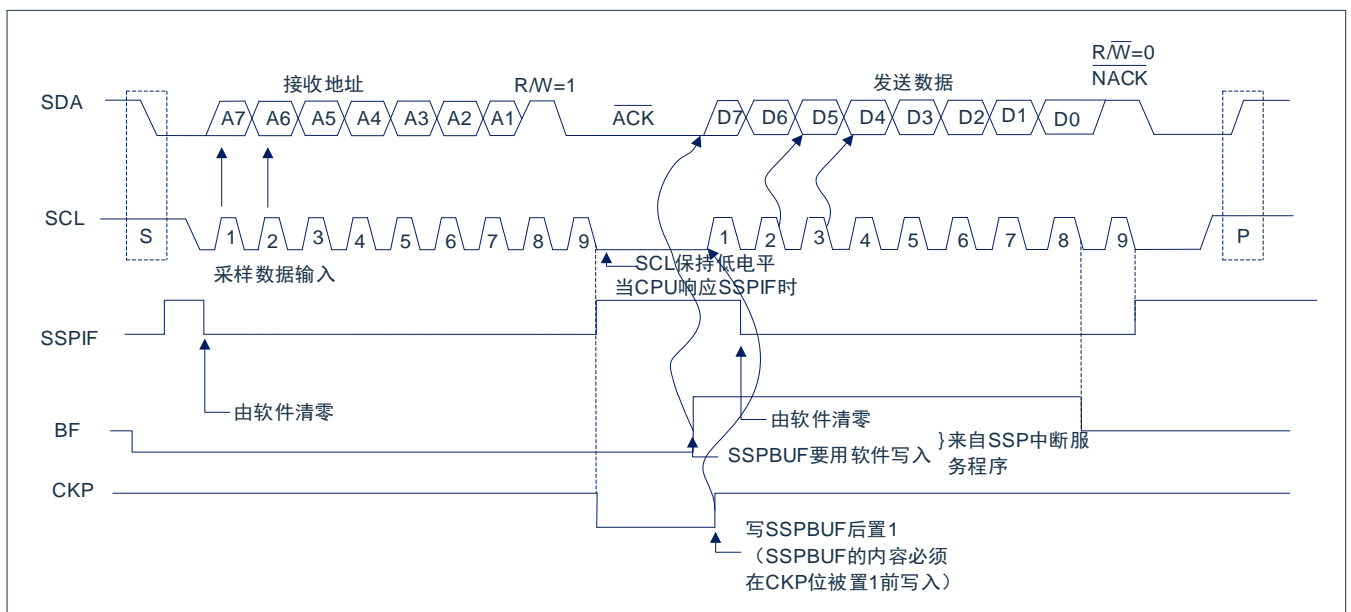 R/W=0
NACK
接收地址
R/W=1
发送数据
SDA
A7 A6 A5 A4 A3 A2 A1
ACK
D7 D6 D5 D4 D3 D2 D1 D0
SCL
S
1 2 3 4 5 6 7 8 9
1 2 3 4 5 6 7 8 9
P
采样数据输入
SCL保持低电平
当CPU响应SSPIF时
SSPIF
由软件清零
由软件清零
BF
SSPBUF要用软件写入
}来自SSP中断服
务程序
CKP
写SSPBUF后置1
(SSPBUF的内容必须
在CKP位被置1前写入)